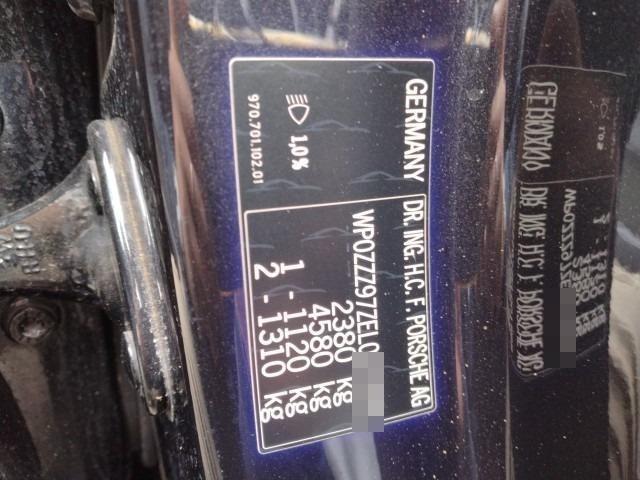 GERMANY DR. ING. H.C. F. PORSCHE AG
WP0ZZZ97ZEL0
2380 kg
4580 kg
1 - 1120 kg
2 - 1310 kg
1,0%
970.701.102.01